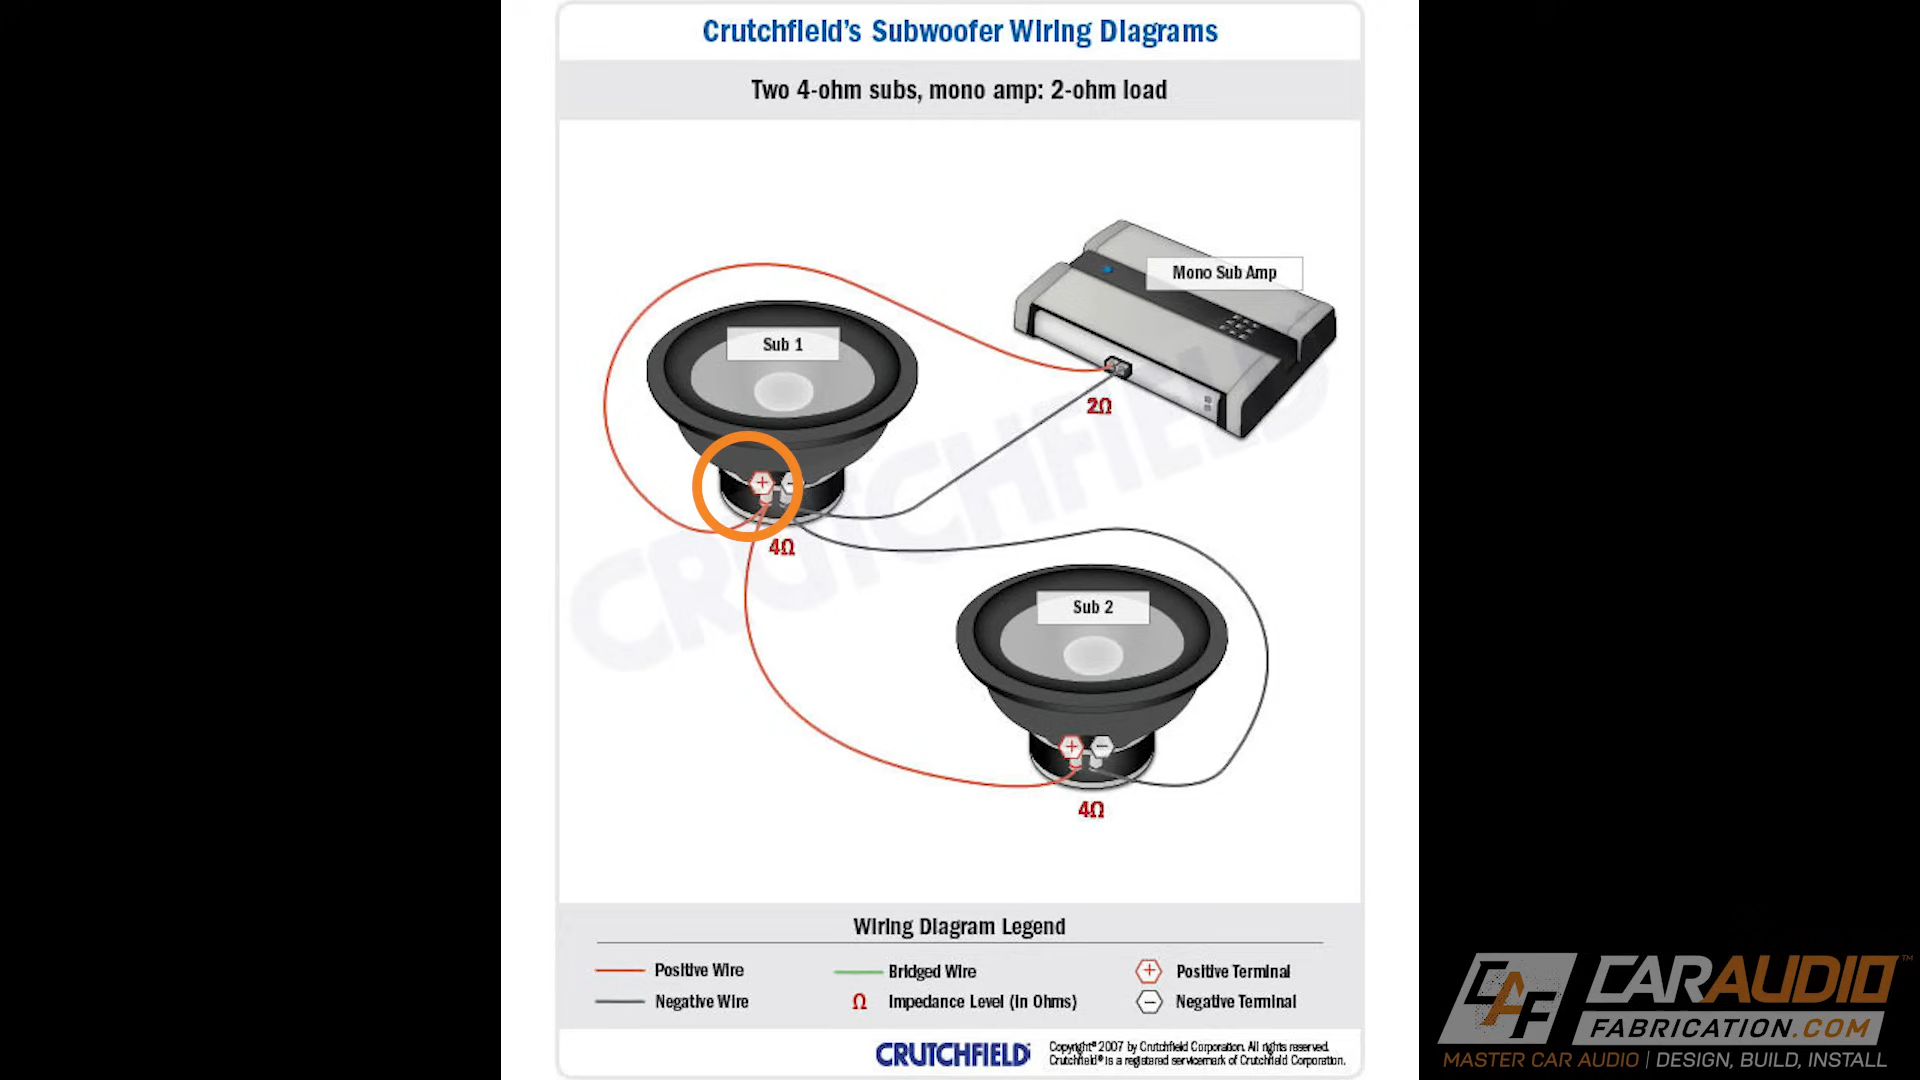 Crutchfield's Subwoofer Wiring Diagrams
Two 4-ohm subs, mono amp: 2-ohm load
Mono Sub Amp
Sub 1
2Ω
+ −
4Ω
Sub 2
+ −
4Ω
CRUTCHFIELD
Wiring Diagram Legend
Positive Wire
Bridged Wire
+ Positive Terminal
Negative Wire
Ω Impedance Level (In Ohms)
− Negative Terminal
CRUTCHFIELD
Copyright® 2007 by Crutchfield Corporation. All rights reserved.
Crutchfield® is a registered servicemark of Crutchfield Corporation.
CAF
CARAUDIO™
FABRICATION.COM
MASTER CAR AUDIO | DESIGN, BUILD, INSTALL